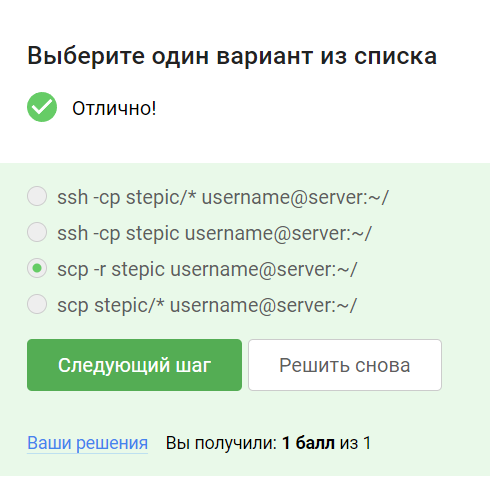 Выберите один вариант из списка
Отлично!
ssh -cp stepic/* username@server:~/
ssh -cp stepic username@server:~/
scp -r stepic username@server:~/
scp stepic/* username@server:~/
Следующий шаг Решить снова
Ваши решения Вы получили: 1 балл из 1